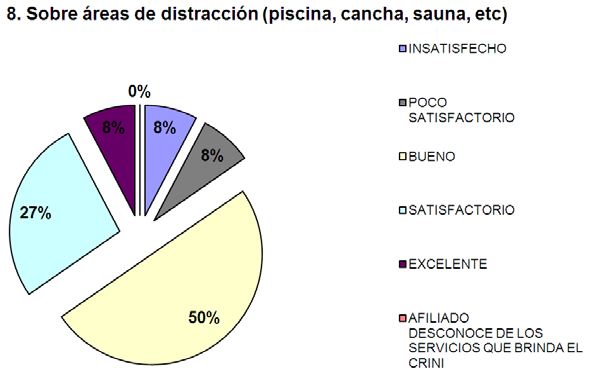 8. Sobre áreas de distracción (piscina, cancha, sauna, etc)
INSATISFECHO
0%
8%
8%
8%
POCO
SATISFACTORIO
BUENO
27%
SATISFACTORIO
EXCELENTE
50%
AFILIADO
DESCONOCE DE LOS
SERVICIOS QUE BRINDA EL
CRINI